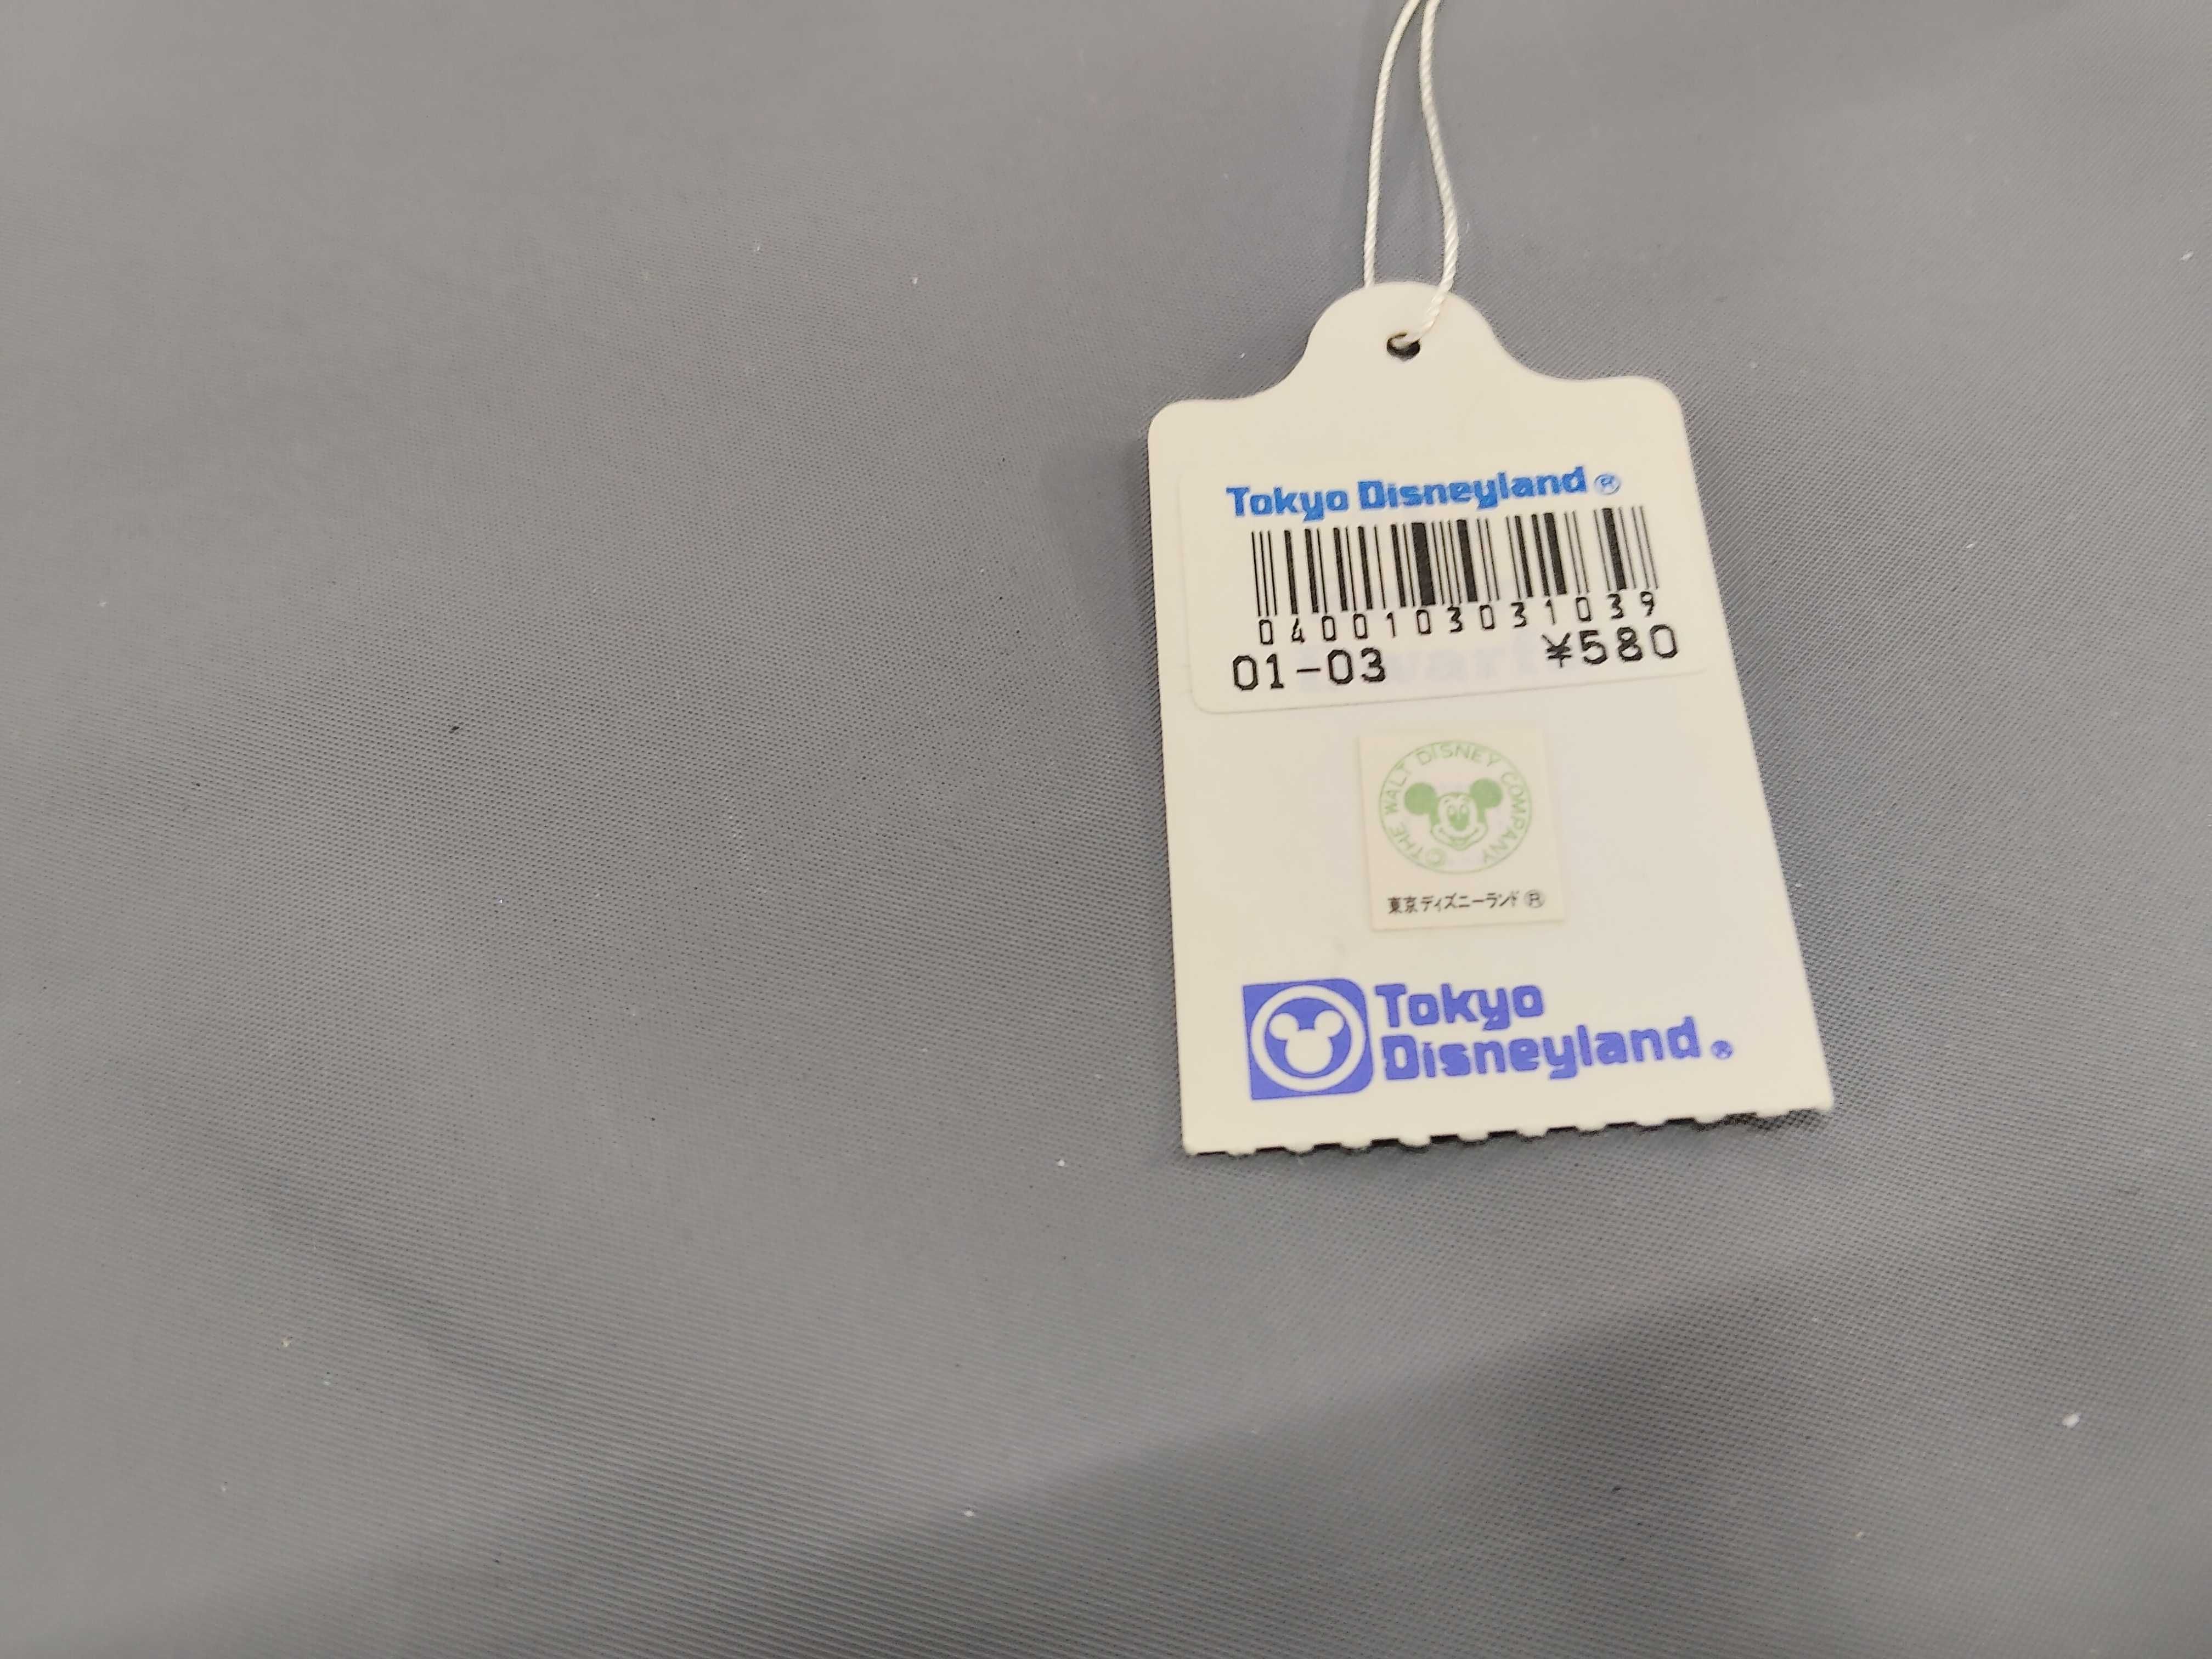 Tokyo Disneyland®
0400103031039
01-03 ¥580
©THE WALT DISNEY COMPANY
東京ディズニーランド®
Tokyo
Disneyland®